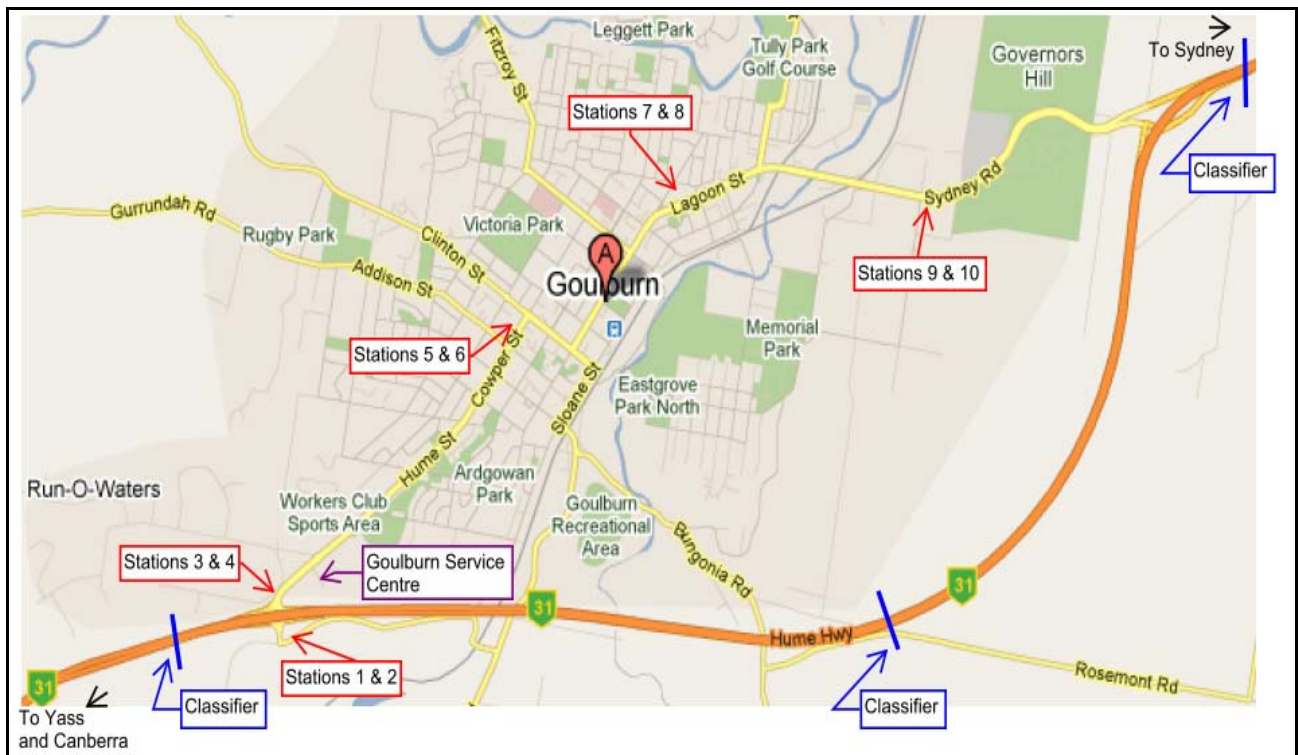 Leggett Park
Fitzroy St
Tully Park
Golf Course
To Sydney
Governors
Hill
Stations 7 & 8
Classifier
Lagoon St
Sydney Rd
Gurrundah Rd
Rugby Park
Victoria Park
Clinton St
Addison St
A
Goulburn
Stations 9 & 10
Memorial
Park
Stations 5 & 6
Cowper St
Sloane St
Eastgrove
Park North
Hume St
Ardgowan
Park
Run-O-Waters
Workers Club
Sports Area
Goulburn
Recreational
Area
Bungonia Rd
Stations 3 & 4
Goulburn Service
Centre
31
31
Hume Hwy
Rosemont Rd
Stations 1 & 2
31
Classifier
Classifier
To Yass
and Canberra